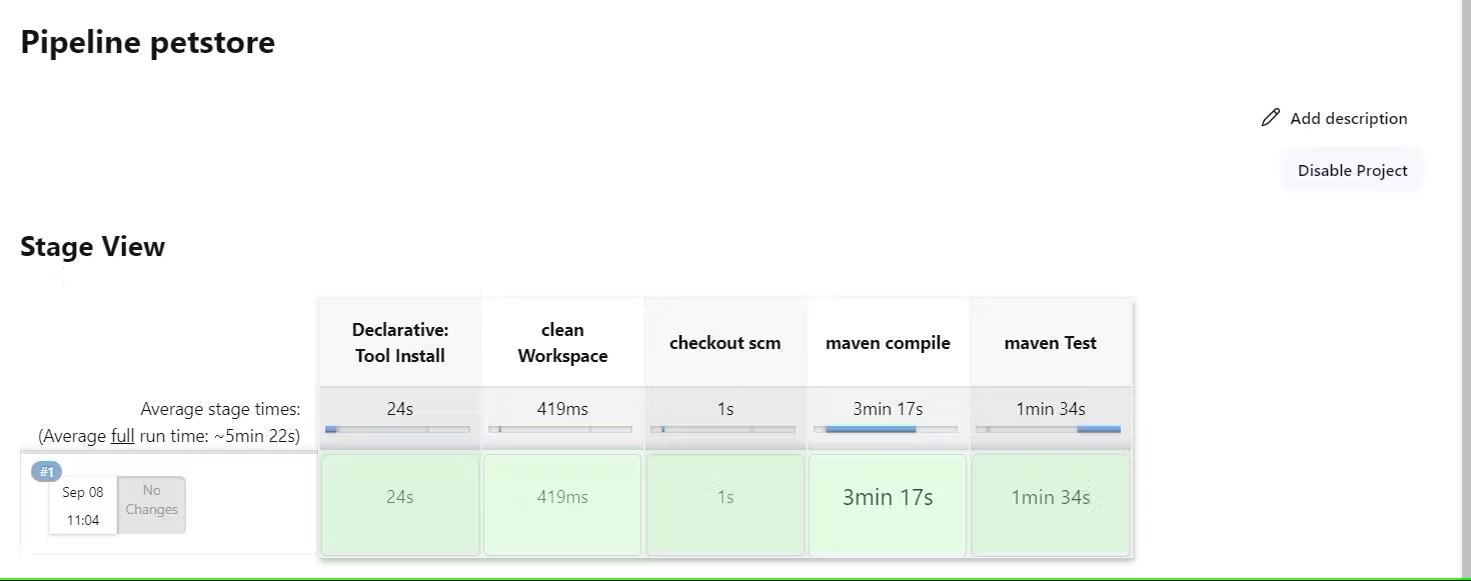 Pipeline petstore
Add description
Disable Project
Stage View
Declarative:
Tool Install
clean
Workspace
checkout scm
maven compile
maven Test
Average stage times:
24s
419ms
1s
3min 17s
1min 34s
(Average full run time: ~5min 22s)
#1
Sep 08
11:04
No
Changes
24s
419ms
1s
3min 17s
1min 34s